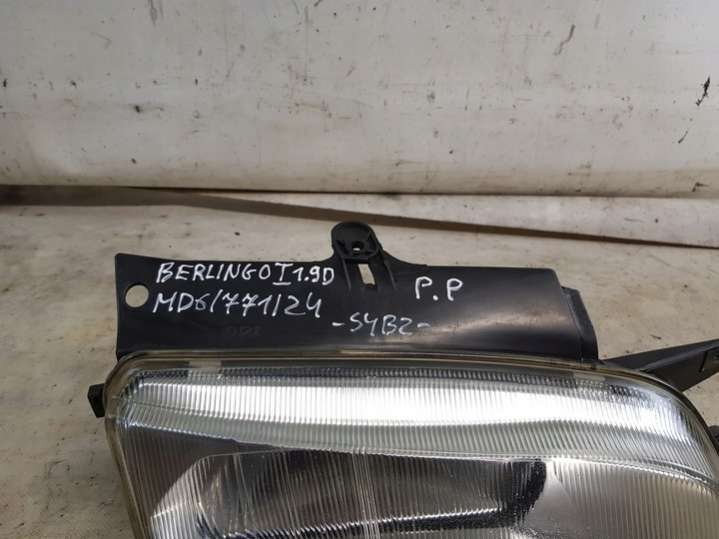 BERLINGO I 1.9D
MD6/771/24
-S4B2-
P.P